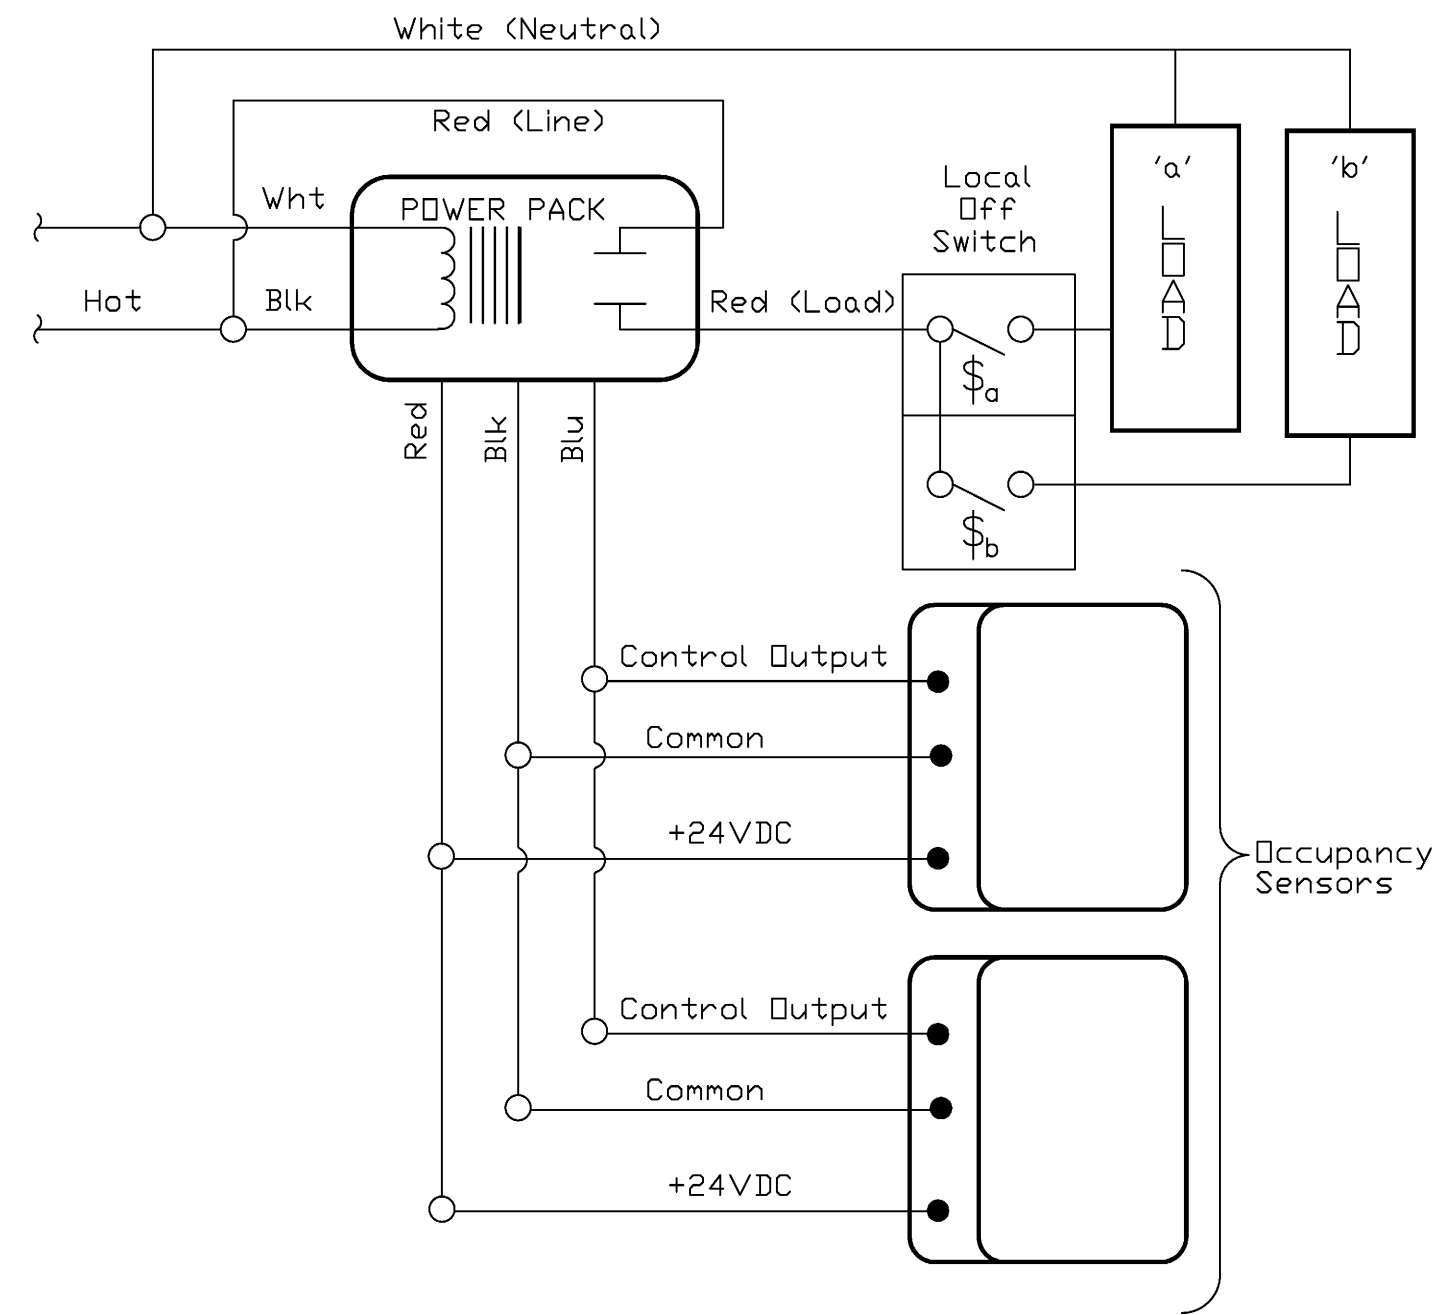 White (Neutral)
Red (Line)
Wht
POWER PACK
Hot
Blk
Red (Load)
Local
Off
Switch
$a
$b
'a'
LOAD
'b'
LOAD
Red
Blk
Blu
Control Output
Common
+24VDC
Occupancy
Sensors
Control Output
Common
+24VDC